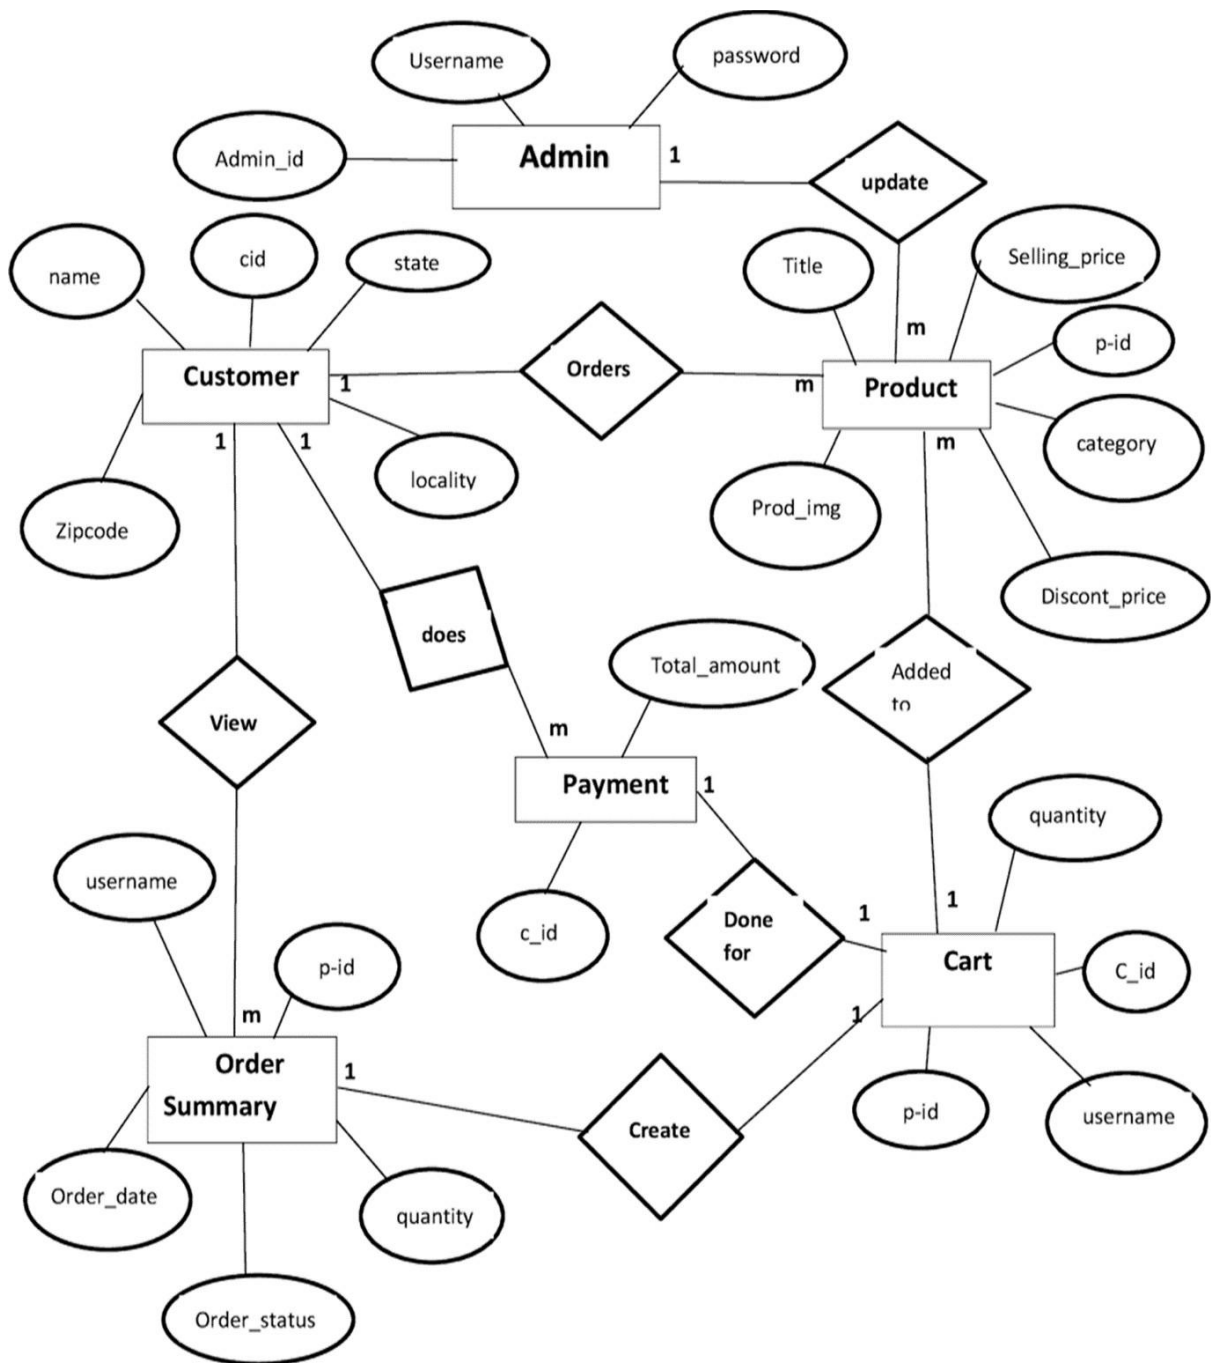 Username
password
Admin_id
Admin
1
update
name
cid
state
Title
Selling_price
m
p-id
Customer
1
Orders
m
Product
category
1
1
m
locality
Prod_img
Zipcode
Discont_price
does
Total_amount
Added
to
View
m
Payment
1
quantity
username
c_id
Done
for
1
1
Cart
C_id
p-id
m
1
Order
Summary
1
Create
p-id
username
Order_date
quantity
Order_status